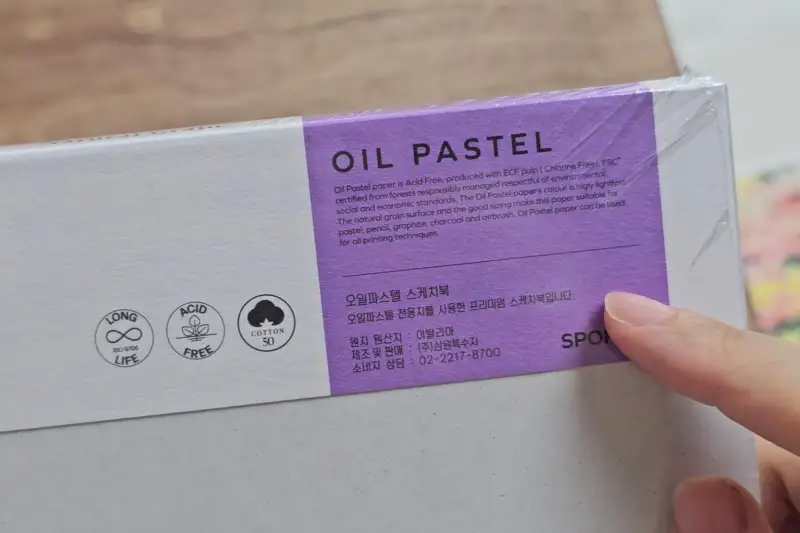 OIL PASTEL
Oil Pastel paper is Acid Free, produced with ECF pulp ( Chlorine Free), FSC™
certified from forests responsibly managed respectful of environmental,
social and economic standards. The Oil Pastel paper's colour is higly lightfast.
The natural grain surface and the good sizing make this paper suitable for
pastel, pencil, graphite, charcoal and airbrush. Oil Pastel paper can be used
for all printing techniques.
오일파스텔 스케치북
오일파스텔 전용지를 사용한 프리미엄 스케치북입니다.
원지 원산지 : 이탈리아
제조 및 판매 : (주)삼원특수지
소비자 상담 : 02-2217-8700
LONG
ISO 9706
LIFE
ACID
FREE
COTTON
50